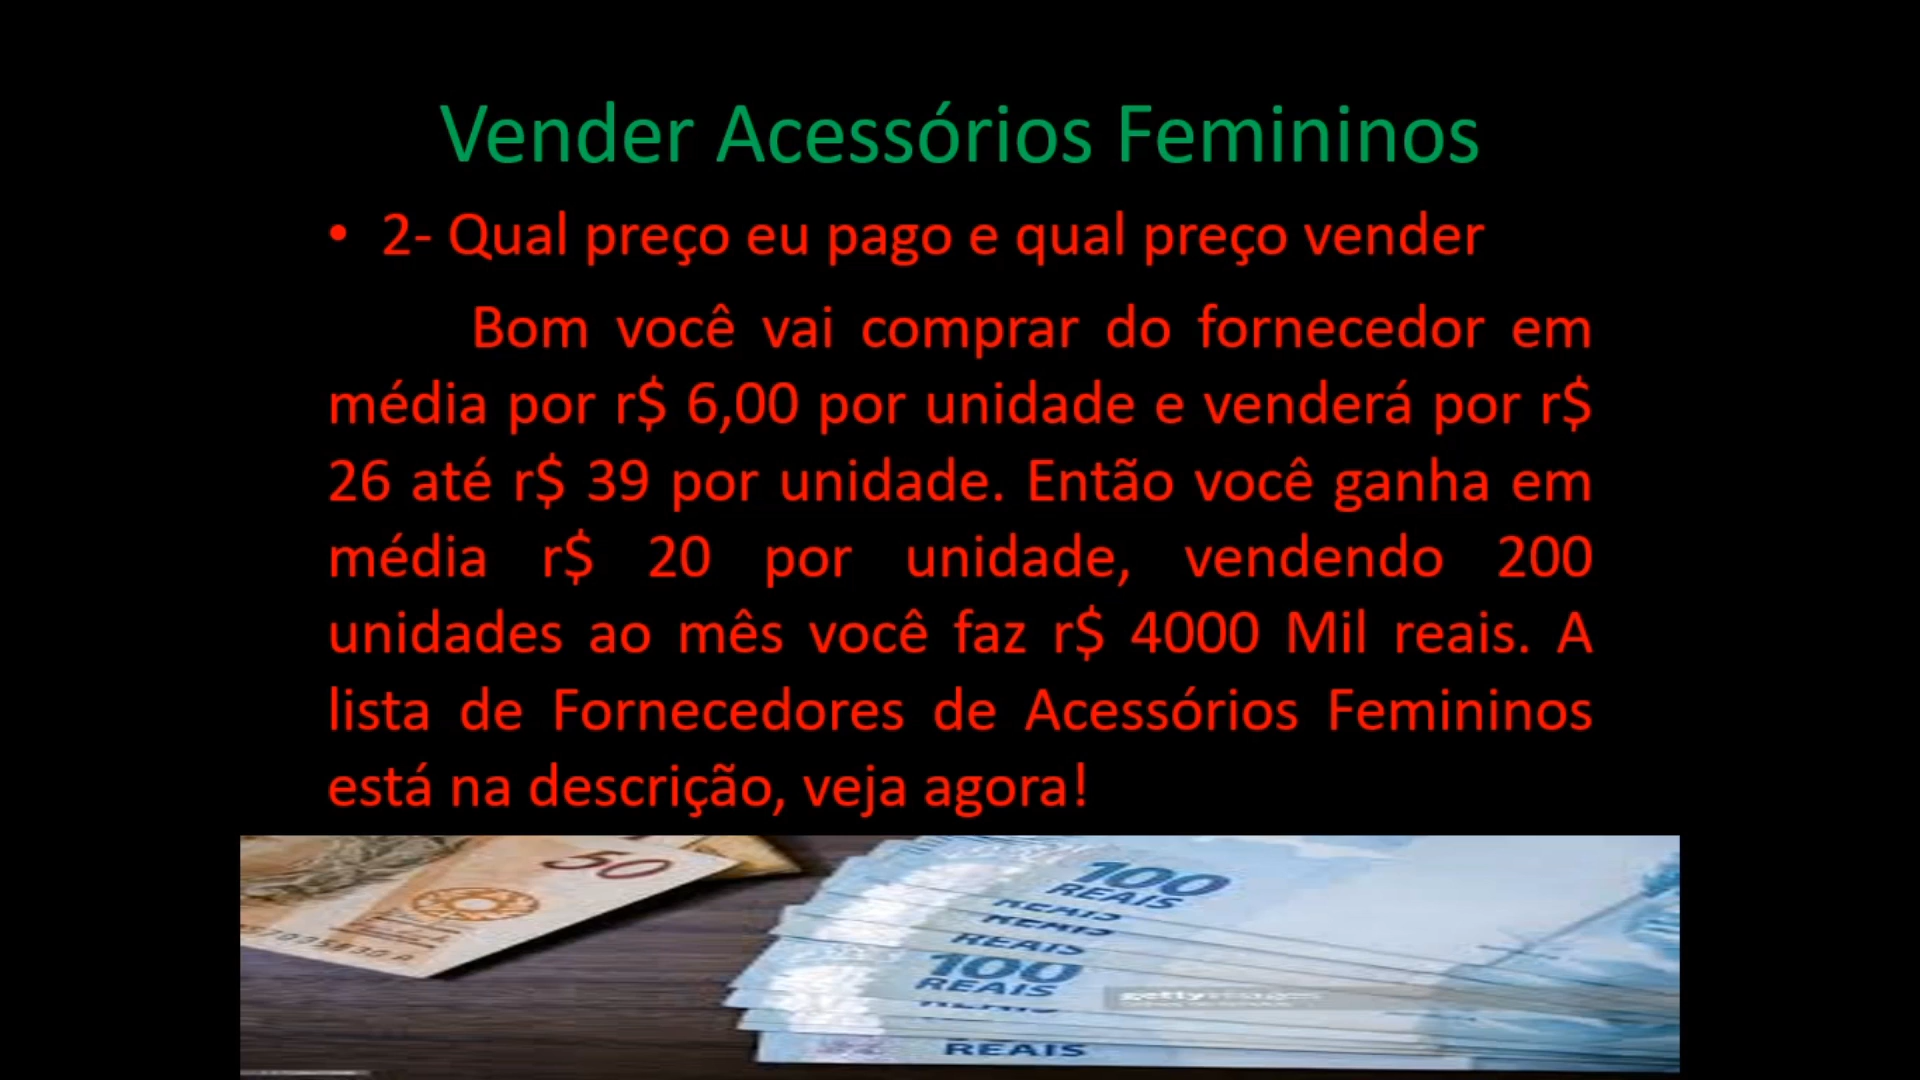 Vender Acessórios Femininos
• 2- Qual preço eu pago e qual preço vender
Bom você vai comprar do fornecedor em
média por r$ 6,00 por unidade e venderá por r$
26 até r$ 39 por unidade. Então você ganha em
média r$ 20 por unidade, vendendo 200
unidades ao mês você faz r$ 4000 Mil reais. A
lista de Fornecedores de Acessórios Femininos
está na descrição, veja agora!
50
100
REAIS
REAIS
REAIS
REAIS
100
REAIS
REAIS